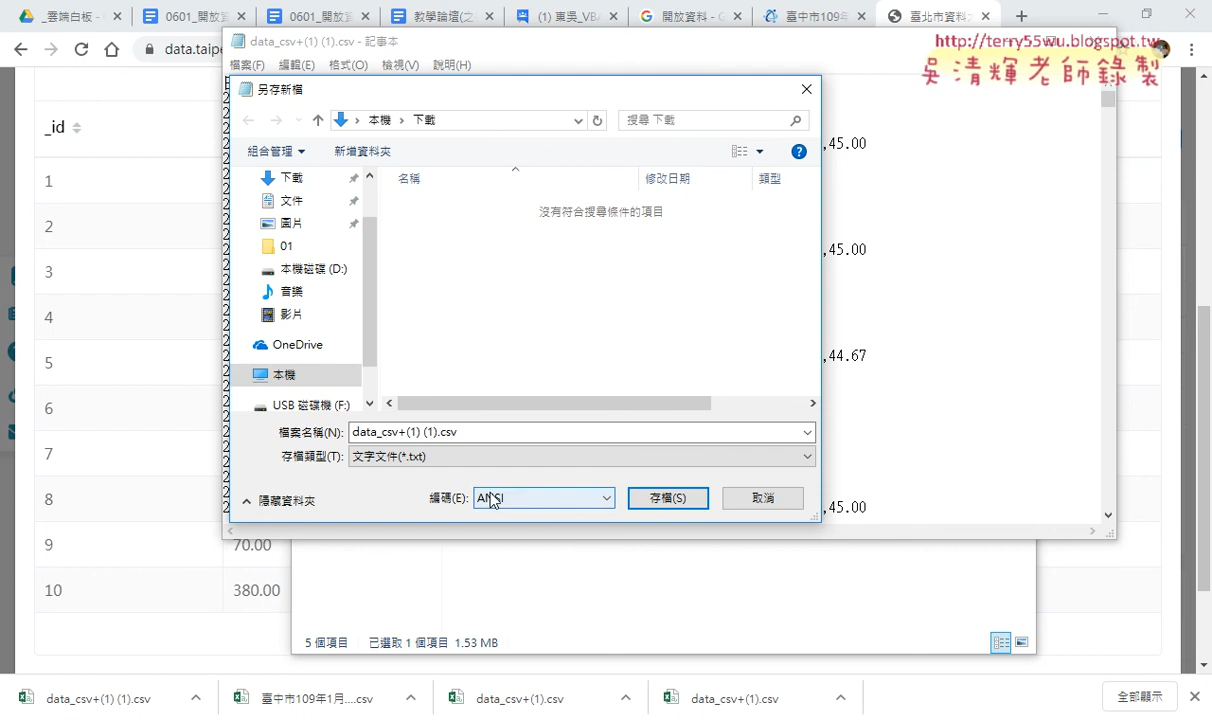 _雲端白板 - G
0601_開放資
0601_開放資
教學論壇(之
(1) 東吳_VBA
開放資料 - G
臺中市109年
臺北市資料
data.taipe
http://terry55wu.blogspot.tw
吳清輝老師錄製
data_csv+(1) (1).csv - 記事本
檔案(F) 編輯(E) 格式(O) 檢視(V) 說明(H)
另存新檔
本機 › 下載
搜尋 下載
組合管理 新增資料夾
下載
文件
圖片
01
本機磁碟 (D:)
音樂
影片
OneDrive
本機
USB 磁碟機 (F:)
名稱 修改日期 類型
沒有符合搜尋條件的項目
檔案名稱(N): data_csv+(1) (1).csv
存檔類型(T): 文字文件(*.txt)
隱藏資料夾
編碼(E): ANSI
存檔(S)
取消
,45.00
,45.00
,44.67
,45.00
_id
1
2
3
4
5
6
7
8
9 70.00
10 380.00
5 個項目 已選取 1 個項目 1.53 MB
data_csv+(1) (1).csv
臺中市109年1月....csv
data_csv+(1).csv
data_csv+(1).csv
全部顯示